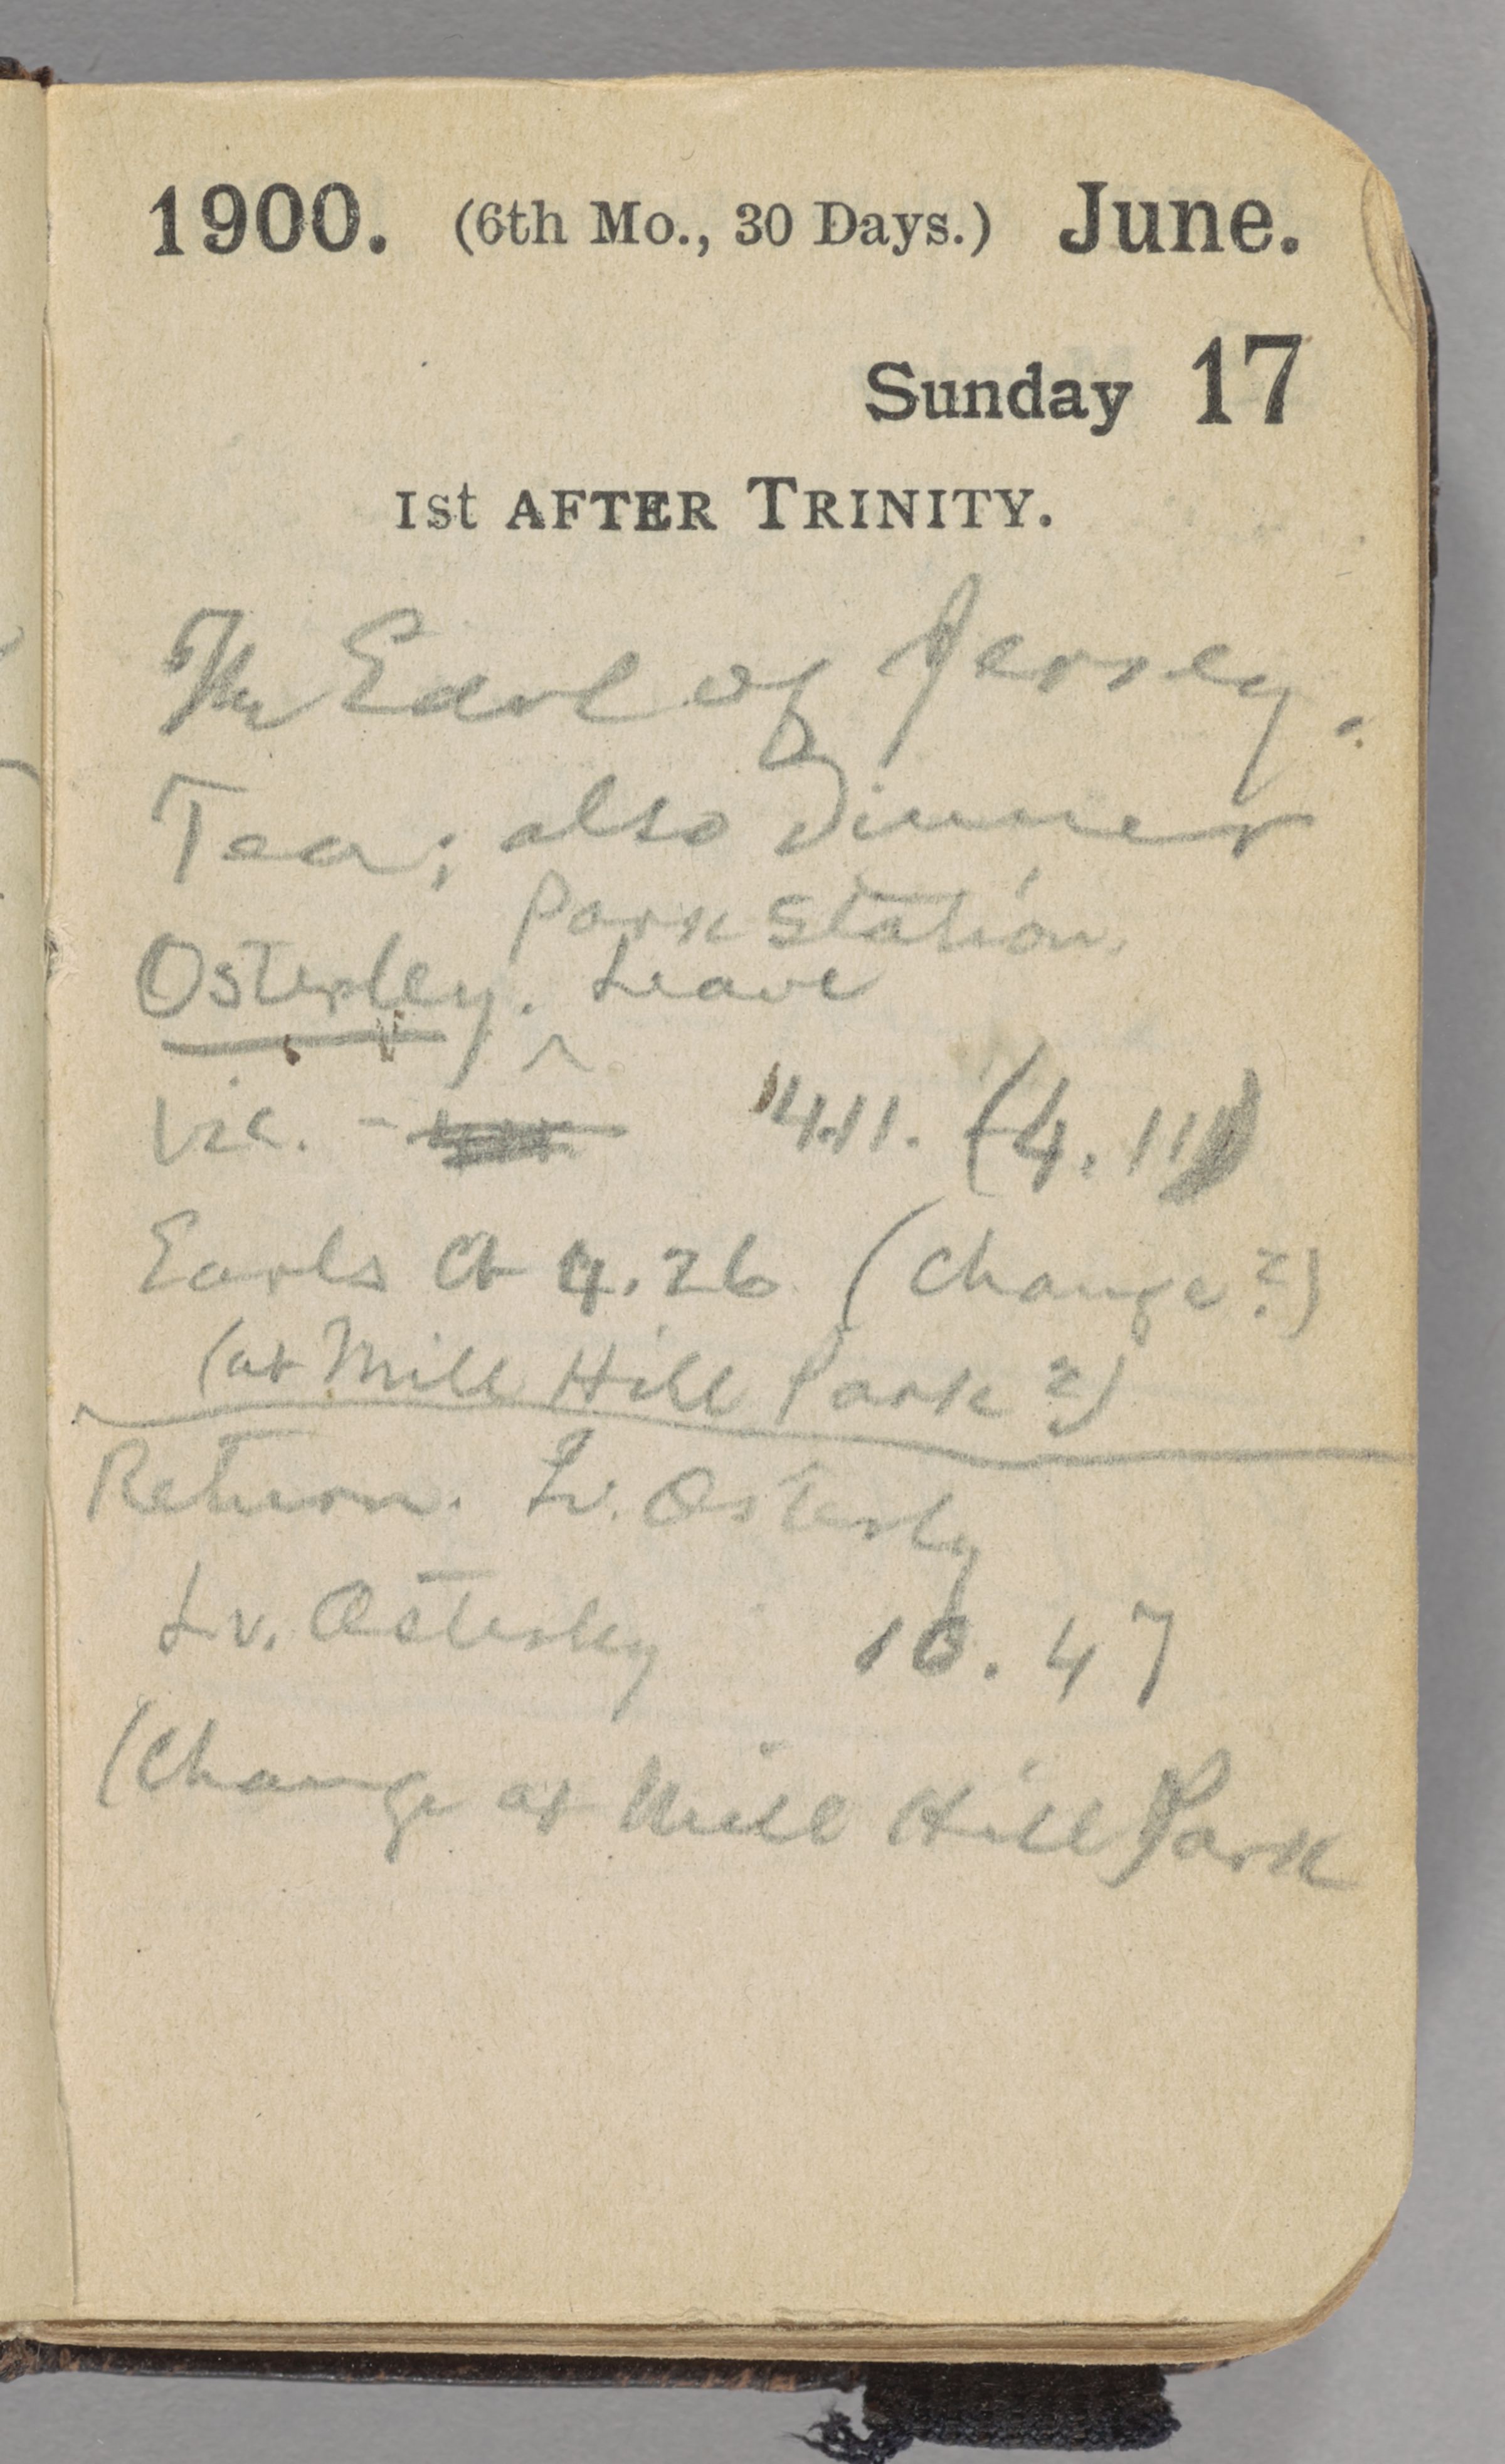 1900. (6th Mo., 30 Days.) June.
Sunday 17
1st AFTER TRINITY.
The Earl of Jersey.
Tea; also Dinner
Park Station.
Osterley. ^ Leave
Vic. - 4.11. (4.11)
Earls Ct 4.26 (change?)
(at Mill Hill Park?)
Return. Lv. Osterly
Lv. Osterley 10.47
(Change at Mill Hill Park